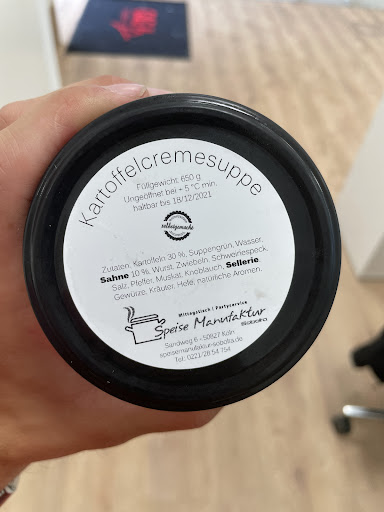 Kartoffelcremesuppe
Füllgewicht: 650 g
Ungeöffnet bei + 5 °C min.
haltbar bis 18/12/2021
selbstgemacht
Zutaten: Kartoffeln 30 %, Suppengrün, Wasser,
Sahne 10 %, Wurst, Zwiebeln, Schweinespeck,
Salz, Pfeffer, Muskat, Knoblauch, Sellerie
Gewürze, Kräuter, Hefe, natürliche Aromen.
Mittagstisch | Partyservice
Speise Manufaktur
Sobotta
Sandweg 6 - 50827 Köln
speisemanufaktur-sobotta.de
Tel: 0221/28 54 154